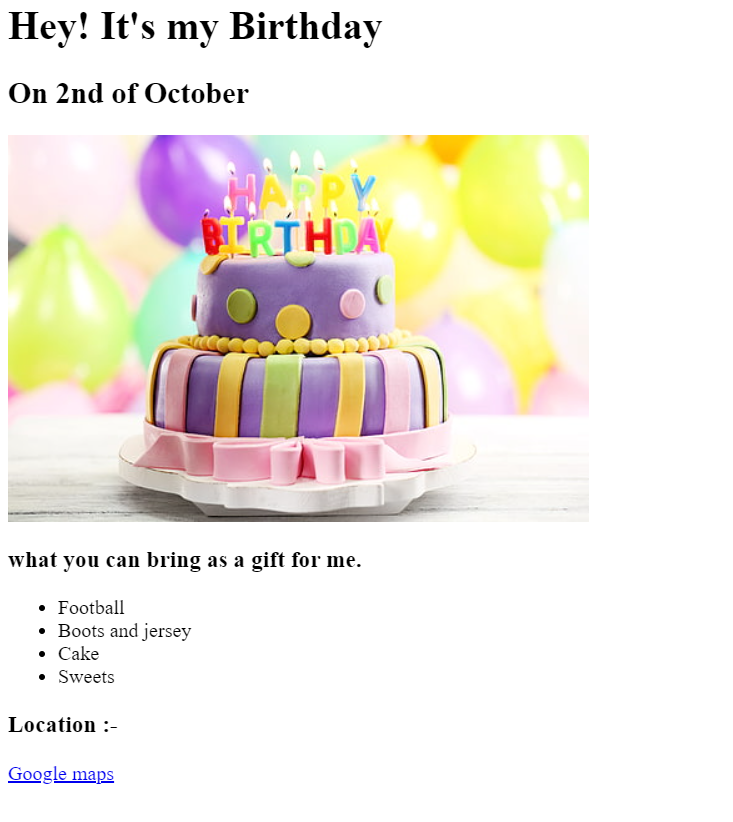 Hey! It's my Birthday
On 2nd of October
HAPPY
BIRTHDAY
what you can bring as a gift for me.
Football
Boots and jersey
Cake
Sweets
Location :-
Google maps